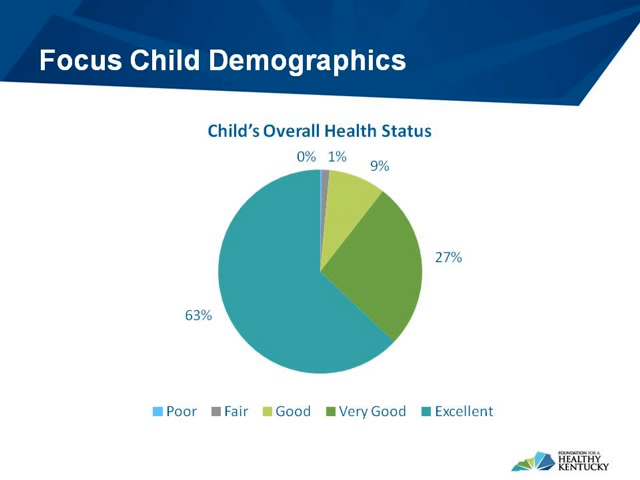 Focus Child Demographics
Child's Overall Health Status
0% 1%
9%
27%
63%
Poor Fair Good Very Good Excellent
FOUNDATION FOR A
HEALTHY
KENTUCKY